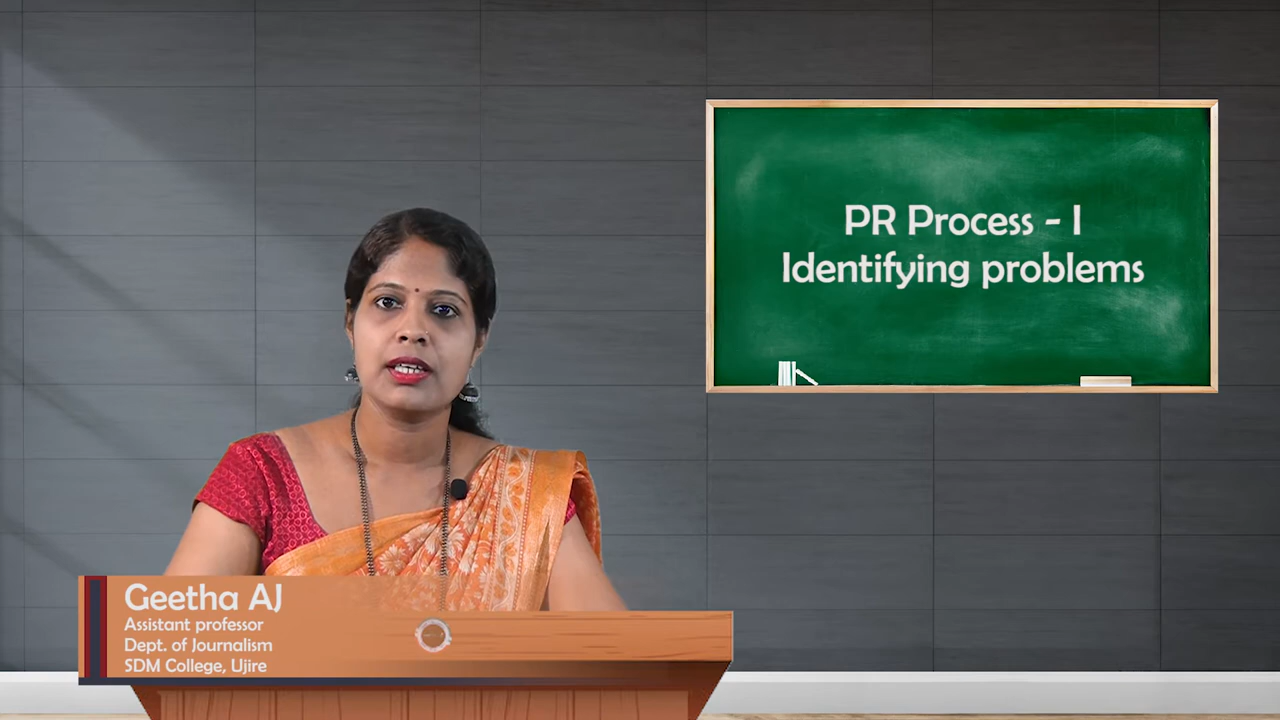 PR Process - I
Identifying problems
Geetha AJ
Assistant professor
Dept. of Journalism
SDM College, Ujire